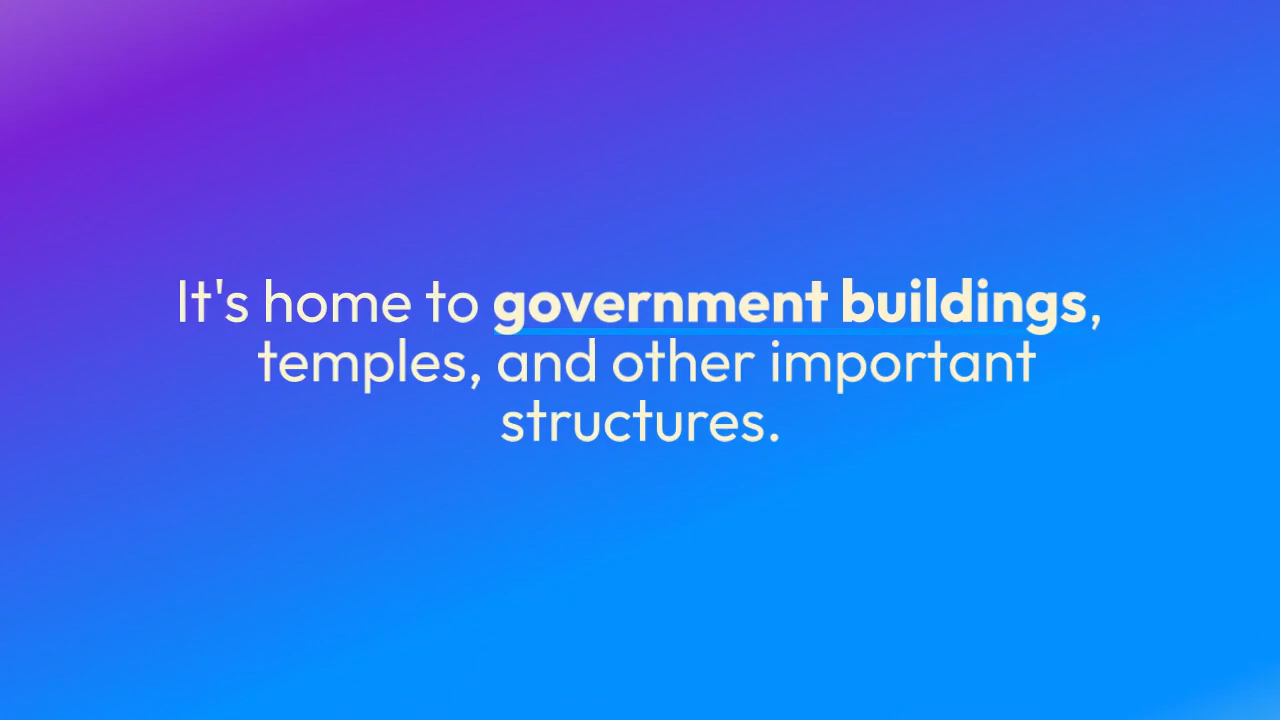 It's home to government buildings,
temples, and other important
structures.